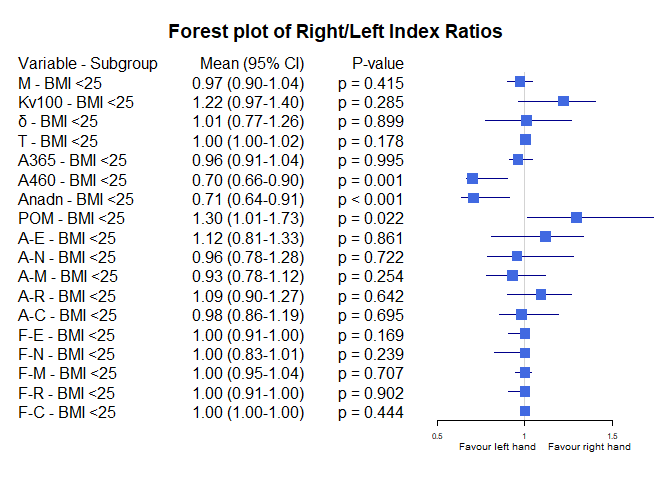 Forest plot of Right/Left Index Ratios
Variable - Subgroup Mean (95% CI) P-value
M - BMI <25 0.97 (0.90-1.04) p = 0.415
Kv100 - BMI <25 1.22 (0.97-1.40) p = 0.285
δ - BMI <25 1.01 (0.77-1.26) p = 0.899
T - BMI <25 1.00 (1.00-1.02) p = 0.178
A365 - BMI <25 0.96 (0.91-1.04) p = 0.995
A460 - BMI <25 0.70 (0.66-0.90) p = 0.001
Anadn - BMI <25 0.71 (0.64-0.91) p < 0.001
POM - BMI <25 1.30 (1.01-1.73) p = 0.022
A-E - BMI <25 1.12 (0.81-1.33) p = 0.861
A-N - BMI <25 0.96 (0.78-1.28) p = 0.722
A-M - BMI <25 0.93 (0.78-1.12) p = 0.254
A-R - BMI <25 1.09 (0.90-1.27) p = 0.642
A-C - BMI <25 0.98 (0.86-1.19) p = 0.695
F-E - BMI <25 1.00 (0.91-1.00) p = 0.169
F-N - BMI <25 1.00 (0.83-1.01) p = 0.239
F-M - BMI <25 1.00 (0.95-1.04) p = 0.707
F-R - BMI <25 1.00 (0.91-1.00) p = 0.902
F-C - BMI <25 1.00 (1.00-1.00) p = 0.444
0.5 1 1.5
Favour left hand Favour right hand